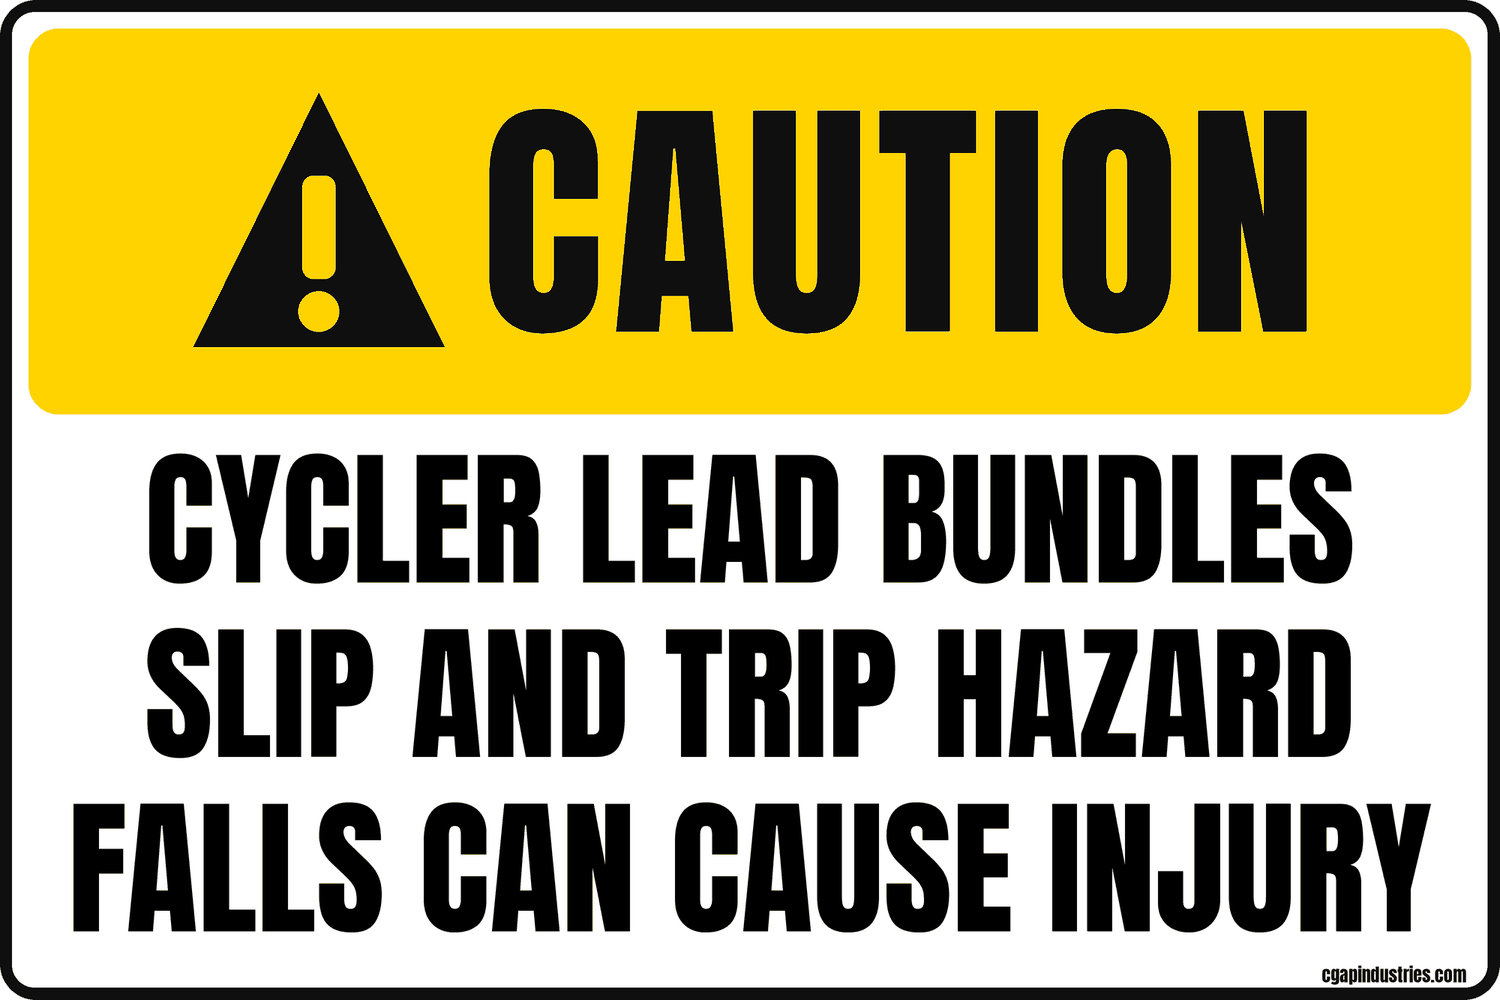 CAUTION
CYCLER LEAD BUNDLES
SLIP AND TRIP HAZARD
FALLS CAN CAUSE INJURY
cgapindustries.com